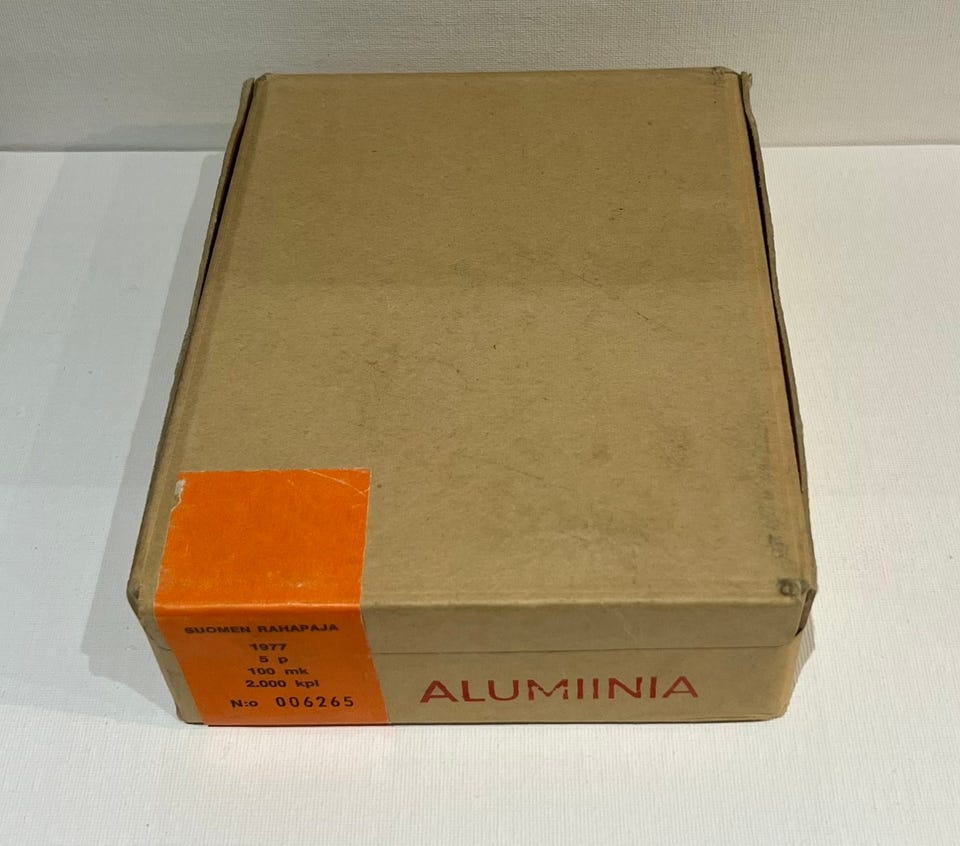 SUOMEN RAHAPAJA
1977
5 p
100 mk
2.000 kpl
N:o 006265
ALUMIINIA